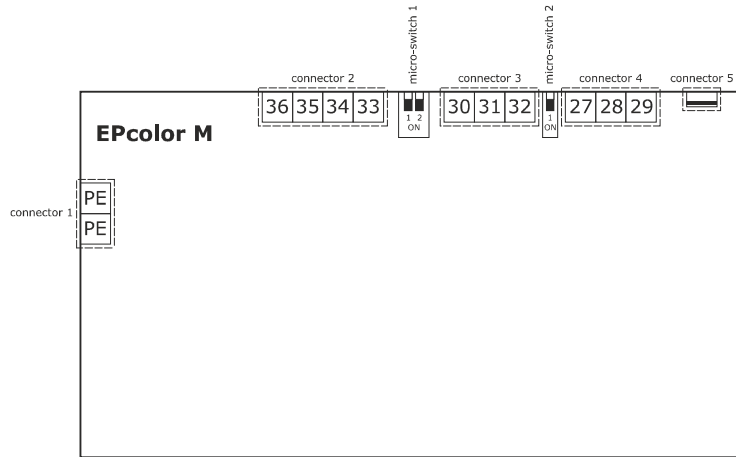 micro-switch 1
micro-switch 2
connector 2
connector 3
connector 4
connector 5
36 35 34 33
1 2
ON
30 31 32
1
ON
27 28 29
EPcolor M
connector 1
PE
PE